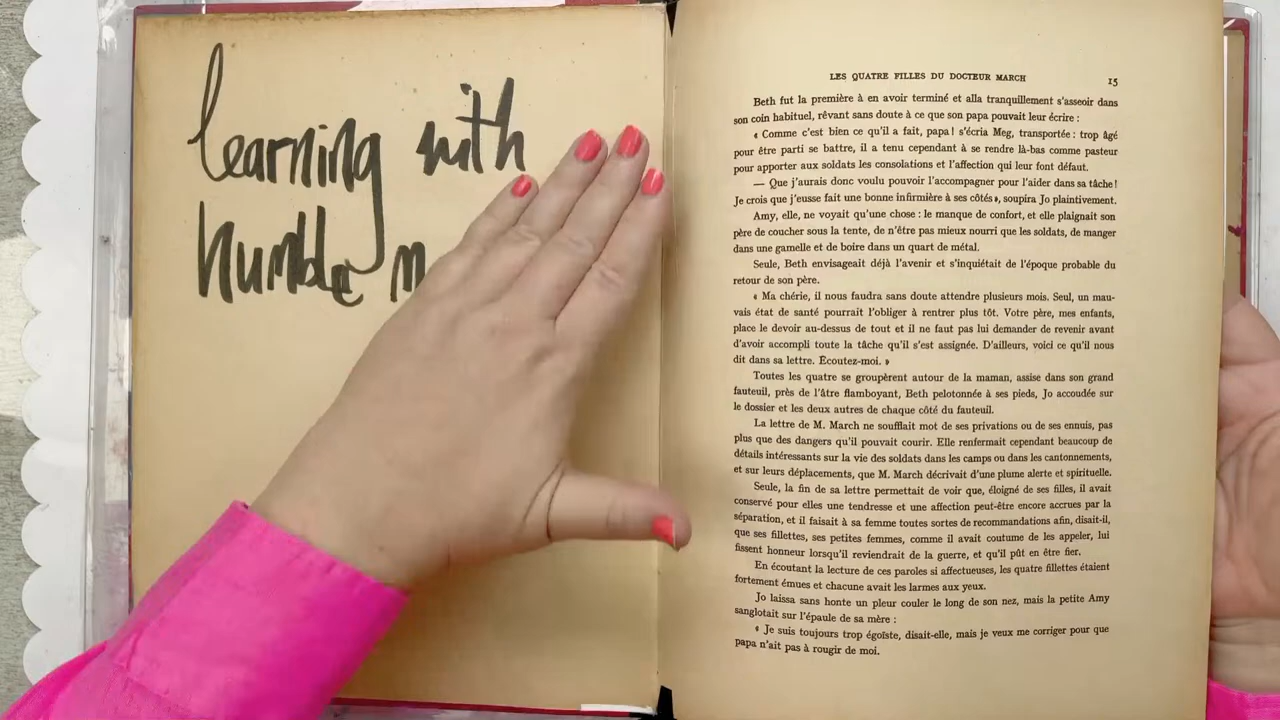 learning with
humble
LES QUATRE FILLES DU DOCTEUR MARCH 15
Beth fut la première à en avoir terminé et alla tranquillement s'asseoir dans
son coin habituel, rêvant sans doute à ce que son papa pouvait leur écrire :
« Comme c'est bien ce qu'il a fait, papa! s'écria Meg, transportée : trop âgé
pour être parti se battre, il a tenu cependant à se rendre là-bas comme pasteur
pour apporter aux soldats les consolations et l'affection qui leur font défaut.
— Que j'aurais donc voulu pouvoir l'accompagner pour l'aider dans sa tâche!
Je crois que j'eusse fait une bonne infirmière à ses côtés», soupira Jo plaintivement.
Amy, elle, ne voyait qu'une chose : le manque de confort, et elle plaignait son
père de coucher sous la tente, de n'être pas mieux nourri que les soldats, de manger
dans une gamelle et de boire dans un quart de métal.
Seule, Beth envisageait déjà l'avenir et s'inquiétait de l'époque probable du
retour de son père.
« Ma chérie, il nous faudra sans doute attendre plusieurs mois. Seul, un mau-
vais état de santé pourrait l'obliger à rentrer plus tôt. Votre père, mes enfants,
place le devoir au-dessus de tout et il ne faut pas lui demander de revenir avant
d'avoir accompli toute la tâche qu'il s'est assignée. D'ailleurs, voici ce qu'il nous
dit dans sa lettre. Ecoutez-moi. »
Toutes les quatre se groupèrent autour de la maman, assise dans son grand
fauteuil, près de l'âtre flamboyant, Beth pelotonnée à ses pieds, Jo accoudée sur
le dossier et les deux autres de chaque côté du fauteuil.
La lettre de M. March ne soufflait mot de ses privations ou de ses ennuis, pas
plus que des dangers qu'il pouvait courir. Elle renfermait cependant beaucoup de
détails intéressants sur la vie des soldats dans les camps ou dans les cantonnements,
et sur leurs déplacements, que M. March décrivait d'une plume alerte et spirituelle.
Seule, la fin de sa lettre permettait de voir que, éloigné de ses filles, il avait
conservé pour elles une tendresse et une affection peut-être encore accrues par la
séparation, et il faisait à sa femme toutes sortes de recommandations afin, disait-il,
que ses fillettes, ses petites femmes, comme il avait coutume de les appeler, lui
fissent honneur lorsqu'il reviendrait de la guerre, et qu'il pût en être fier.
En écoutant la lecture de ces paroles si affectueuses, les quatre fillettes étaient
fortement émues et chacune avait les larmes aux yeux.
Jo laissa sans honte un pleur couler le long de son nez, mais la petite Amy
sanglotait sur l'épaule de sa mère :
« Je suis toujours trop égoïste, disait-elle, mais je veux me corriger pour que
papa n'ait pas à rougir de moi.